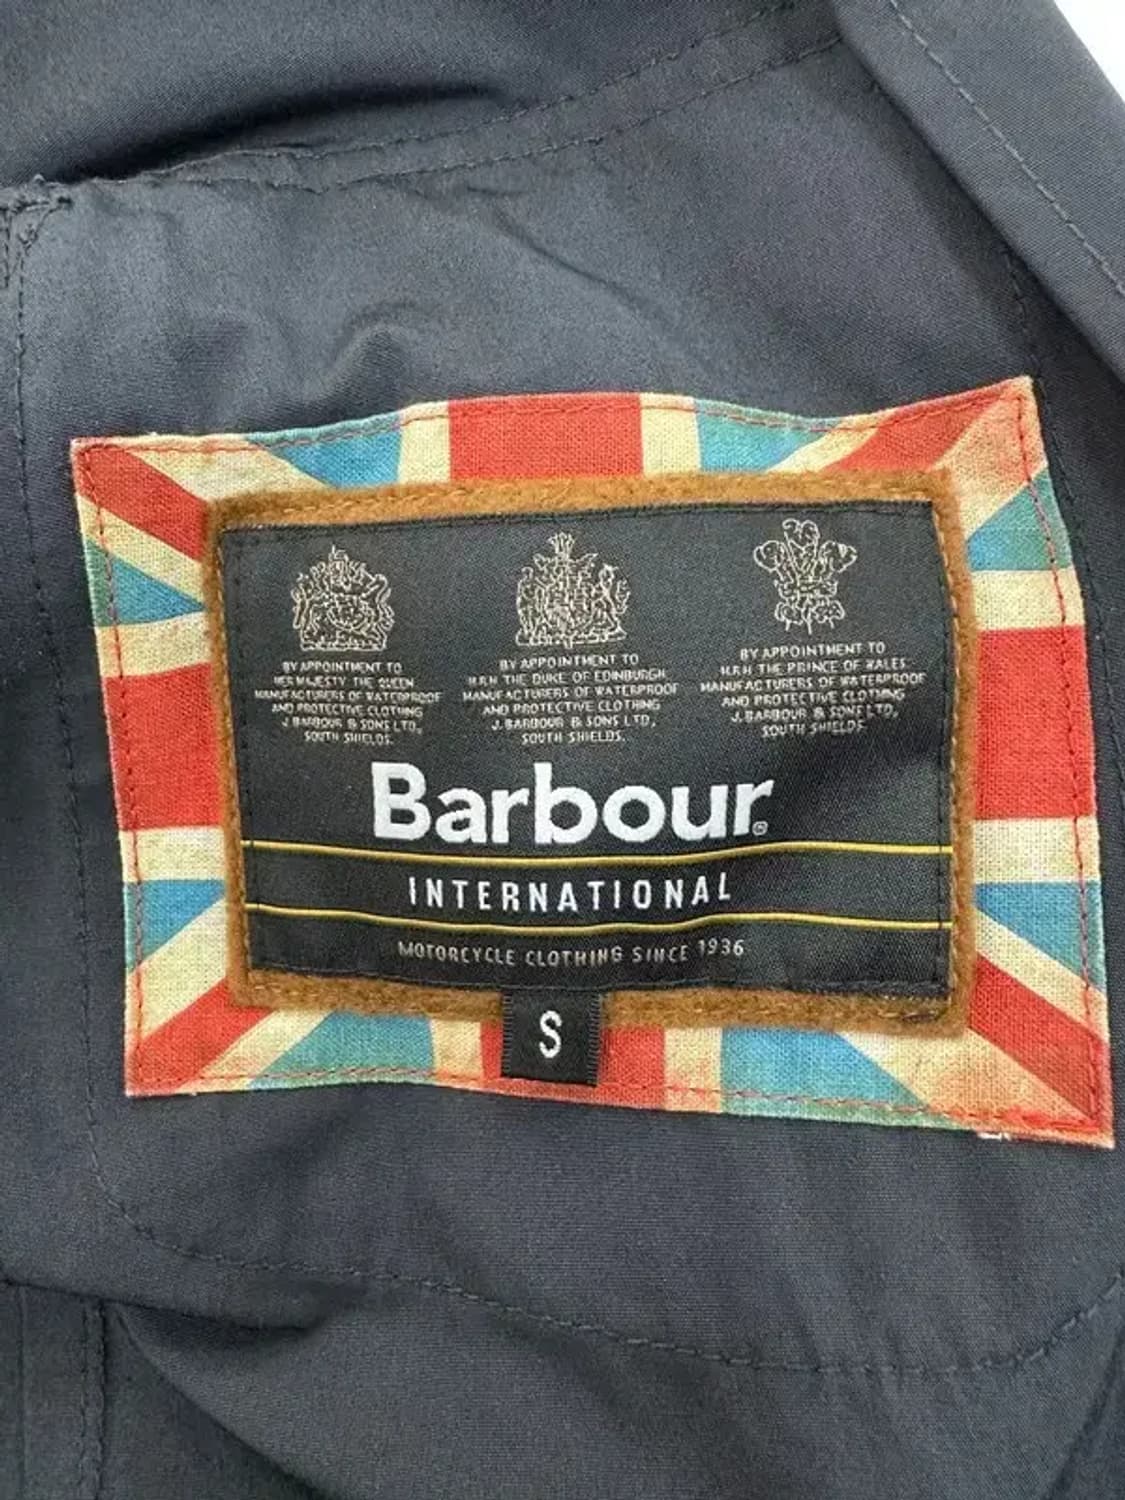 BY APPOINTMENT TO
HER MAJESTY THE QUEEN
MANUFACTURERS OF WATERPROOF
AND PROTECTIVE CLOTHING
J. BARBOUR & SONS LTD,
SOUTH SHIELDS.
BY APPOINTMENT TO
H.R.H THE DUKE OF EDINBURGH
MANUFACTURERS OF WATERPROOF
AND PROTECTIVE CLOTHING
J. BARBOUR & SONS LTD,
SOUTH SHIELDS.
BY APPOINTMENT TO
H.R.H THE PRINCE OF WALES
MANUFACTURERS OF WATERPROOF
AND PROTECTIVE CLOTHING
J. BARBOUR & SONS LTD,
SOUTH SHIELDS
Barbour®
INTERNATIONAL
MOTORCYCLE CLOTHING SINCE 1936
S